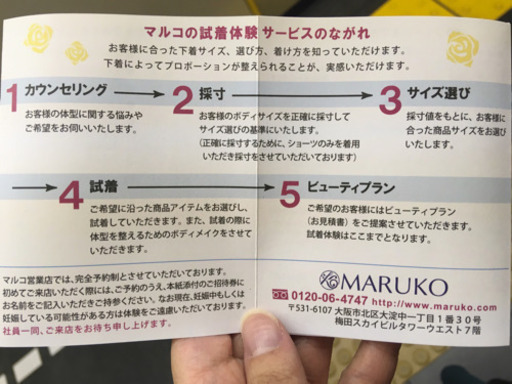 マルコの試着体験サービスのながれ
お客様に合った下着サイズ、選び方、着け方を知っていただけます。
下着によってプロポーションが整えられることが、実感いただけます。
1 カウンセリング
お客様の体型に関する悩みや
ご希望をお伺いいたします。
2 採寸
お客様のボディサイズを正確に採寸して
サイズ選びの基準にいたします。
(正確に採寸するために、ショーツのみを着用
いただき採寸をさせていただいております)
3 サイズ選び
採寸値をもとに、お客様に
合った商品サイズをお選び
いたします。
4 試着
ご希望に沿った商品アイテムをお選びし、
試着していただきます。また、試着の際に
体型を整えるためのボディメイクをさせて
いただきます。
5 ビューティプラン
ご希望のお客様にはビューティプラン
(お見積書)をご提案させていただきます。
試着体験はここまでとなります。
マルコ営業店では、完全予約制とさせていただいております。
初めてご来店いただく際には、ご予約のうえ、本紙添付のご招待券に
お名前をご記入いただきご持参ください。なお現在、妊娠中もしくは
妊娠している可能性がある方は体験をご遠慮いただいております。
社員一同、ご来店をお待ち申し上げます。
MARUKO
0120-06-4747 http://www.maruko.com
〒531-6107 大阪市北区大淀中一丁目1番30号
梅田スカイビルタワーウエスト7階